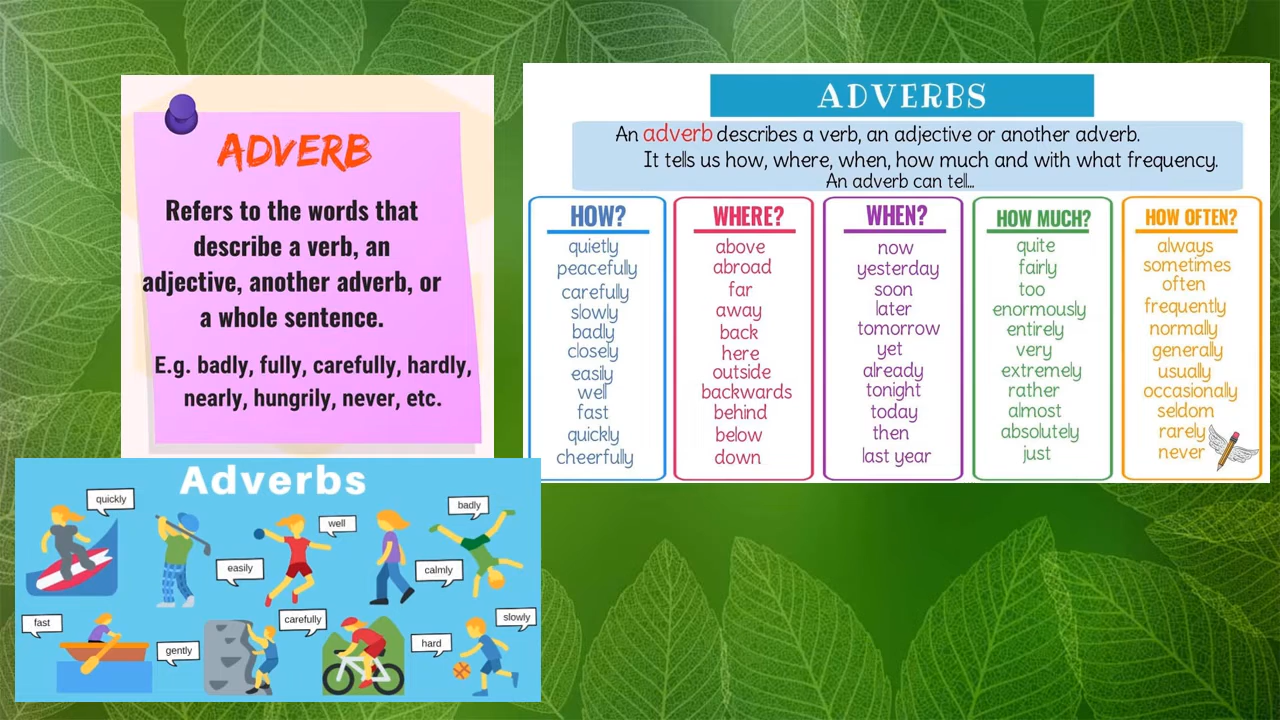 ADVERB
Refers to the words that
describe a verb, an
adjective, another adverb, or
a whole sentence.
E.g. badly, fully, carefully, hardly,
nearly, hungrily, never, etc.
ADVERBS
An adverb describes a verb, an adjective or another adverb.
It tells us how, where, when, how much and with what frequency.
An adverb can tell...
HOW?
quietly
peacefully
carefully
slowly
badly
closely
easily
well
fast
quickly
cheerfully
WHERE?
above
abroad
far
away
back
here
outside
backwards
behind
below
down
WHEN?
now
yesterday
soon
later
tomorrow
yet
already
tonight
today
then
last year
HOW MUCH?
quite
fairly
too
enormously
entirely
very
extremely
rather
almost
absolutely
just
HOW OFTEN?
always
sometimes
often
frequently
normally
generally
usually
occasionally
seldom
rarely
never
Adverbs
quickly
easily
well
calmly
badly
fast
gently
carefully
hard
slowly